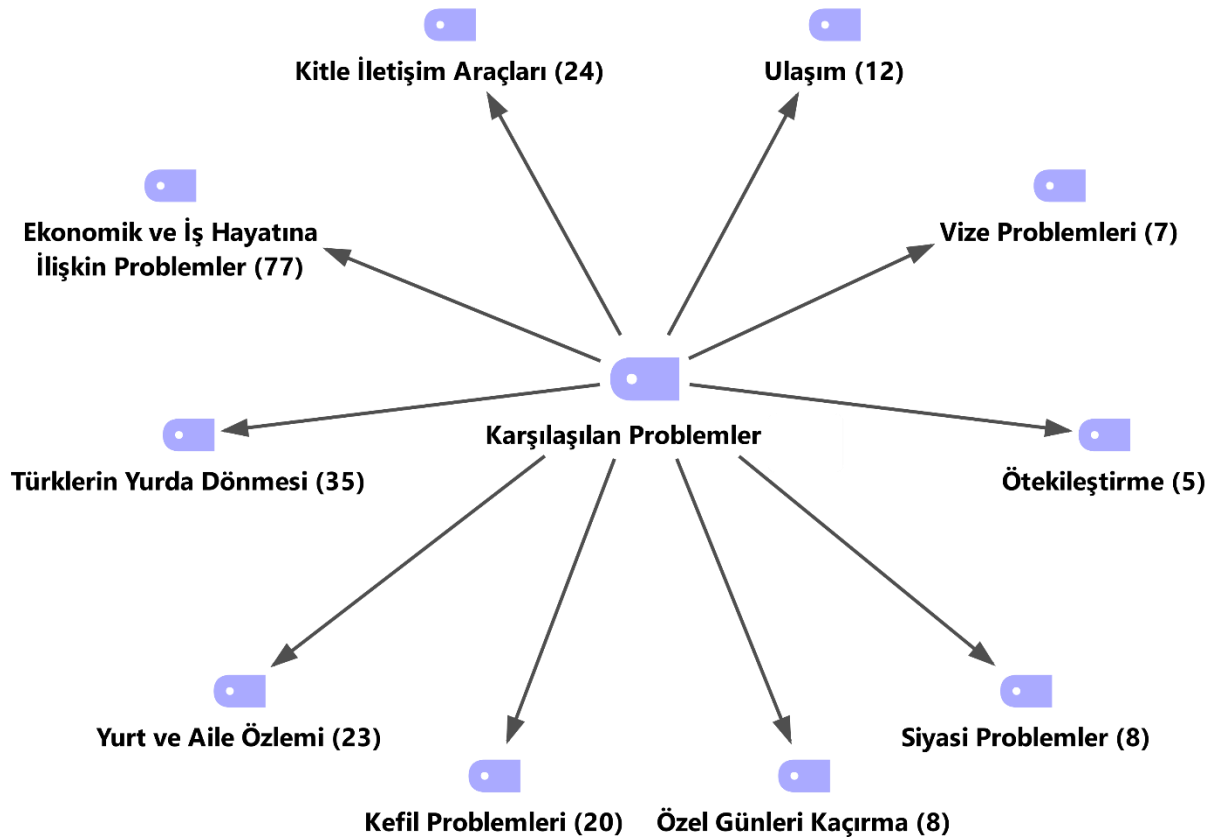 Kitle İletişim Araçları (24)
Ulaşım (12)
Ekonomik ve İş Hayatına
İlişkin Problemler (77)
Vize Problemleri (7)
Karşılaşılan Problemler
Türklerin Yurda Dönmesi (35)
Ötekileştirme (5)
Yurt ve Aile Özlemi (23)
Siyasi Problemler (8)
Kefil Problemleri (20)
Özel Günleri Kaçırma (8)